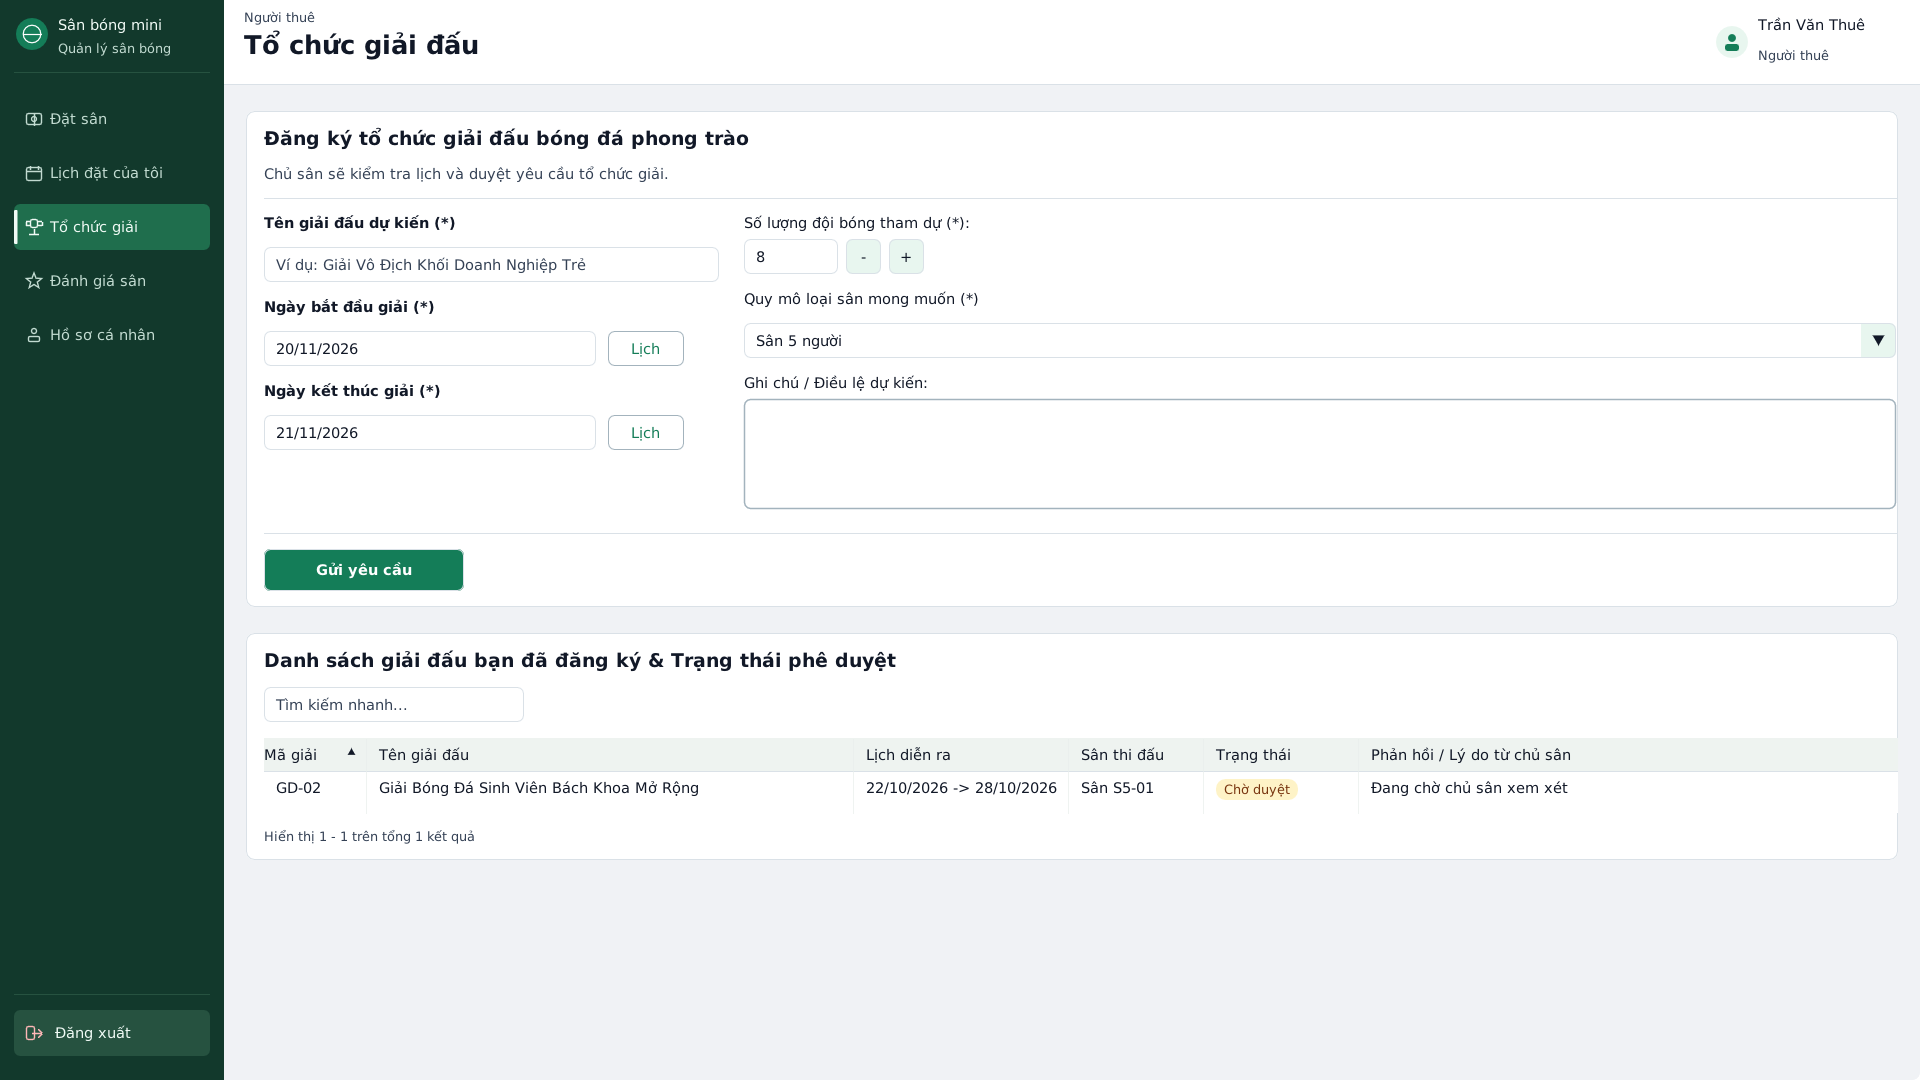 Sân bóng mini
Quản lý sân bóng
Đặt sân
Lịch đặt của tôi
Tổ chức giải
Đánh giá sân
Hồ sơ cá nhân
Đăng xuất
Người thuê
Tổ chức giải đấu
Trần Văn Thuê
Người thuê
Đăng ký tổ chức giải đấu bóng đá phong trào
Chủ sân sẽ kiểm tra lịch và duyệt yêu cầu tổ chức giải.
Tên giải đấu dự kiến (*)
Ví dụ: Giải Vô Địch Khối Doanh Nghiệp Trẻ
Ngày bắt đầu giải (*)
20/11/2026 Lịch
Ngày kết thúc giải (*)
21/11/2026 Lịch
Số lượng đội bóng tham dự (*):
8 - +
Quy mô loại sân mong muốn (*)
Sân 5 người ▼
Ghi chú / Điều lệ dự kiến:
Gửi yêu cầu
Danh sách giải đấu bạn đã đăng ký & Trạng thái phê duyệt
Tìm kiếm nhanh...
Mã giải ▲ Tên giải đấu Lịch diễn ra Sân thi đấu Trạng thái Phản hồi / Lý do từ chủ sân
GD-02 Giải Bóng Đá Sinh Viên Bách Khoa Mở Rộng 22/10/2026 -> 28/10/2026 Sân S5-01 Chờ duyệt Đang chờ chủ sân xem xét
Hiển thị 1 - 1 trên tổng 1 kết quả